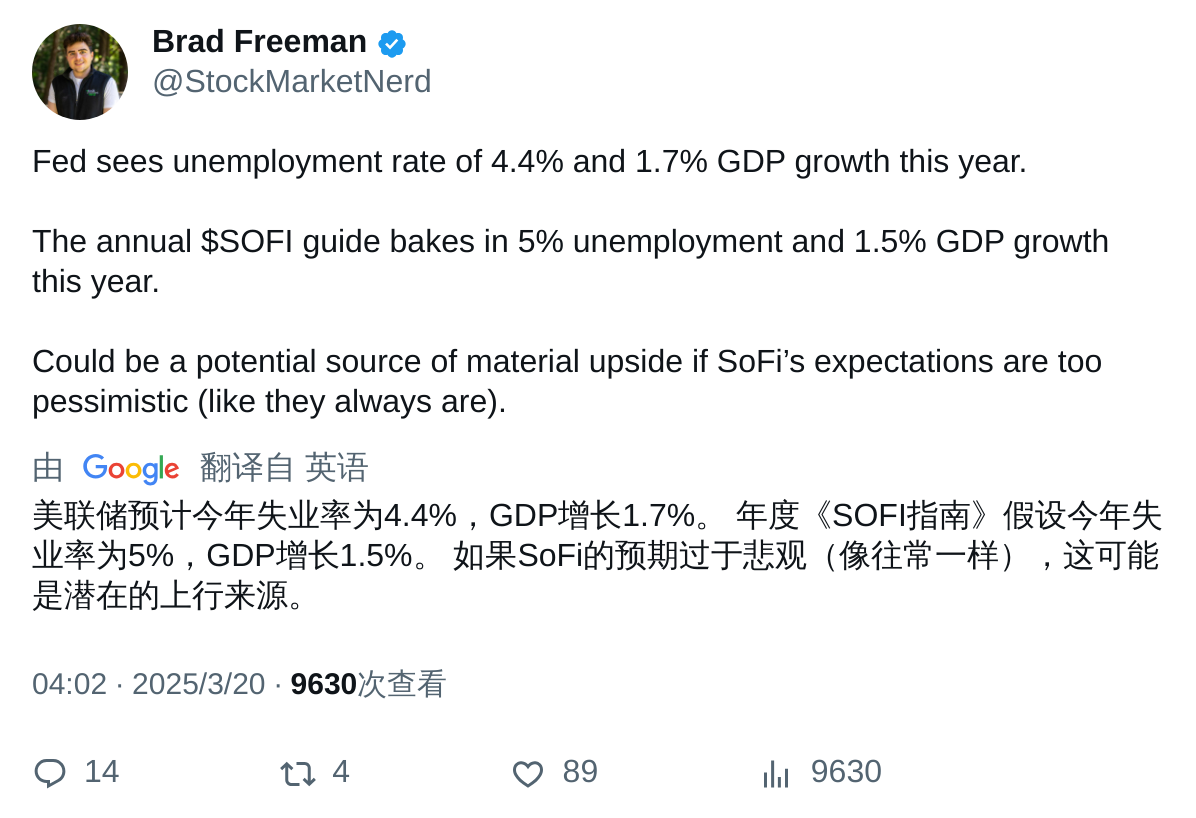 Brad Freeman
@StockMarketNerd
Fed sees unemployment rate of 4.4% and 1.7% GDP growth this year.
The annual $SOFI guide bakes in 5% unemployment and 1.5% GDP growth
this year.
Could be a potential source of material upside if SoFi’s expectations are too
pessimistic (like they always are).
由 Google 翻译自 英语
美联储预计今年失业率为4.4%，GDP增长1.7%。 年度《SOFI指南》假设今年失
业率为5%，GDP增长1.5%。 如果SoFi的预期过于悲观（像往常一样），这可能
是潜在的上行来源。
04:02 · 2025/3/20 · 9630次查看
14 4 89 9630